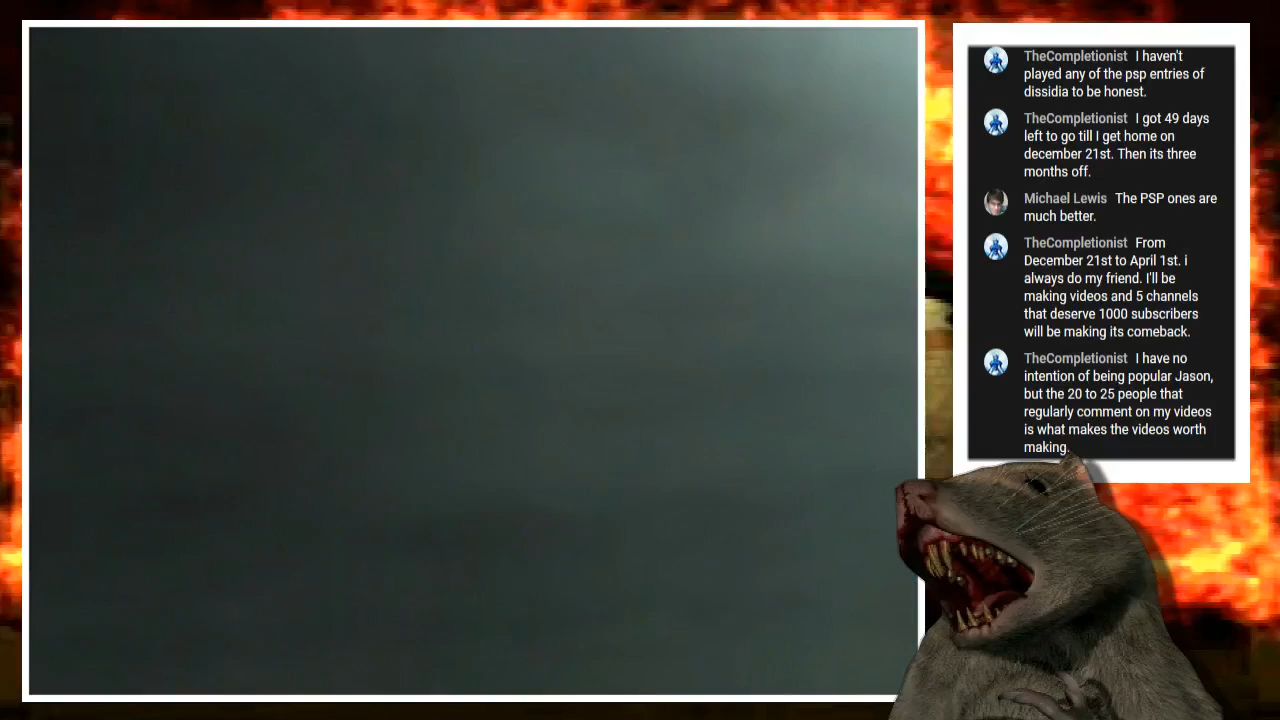 TheCompletionist I haven't
played any of the psp entries of
dissidia to be honest.
TheCompletionist I got 49 days
left to go till I get home on
december 21st. Then its three
months off.
Michael Lewis The PSP ones are
much better.
TheCompletionist From
December 21st to April 1st. i
always do my friend. I'll be
making videos and 5 channels
that deserve 1000 subscribers
will be making its comeback.
TheCompletionist I have no
intention of being popular Jason,
but the 20 to 25 people that
regularly comment on my videos
is what makes the videos worth
making.